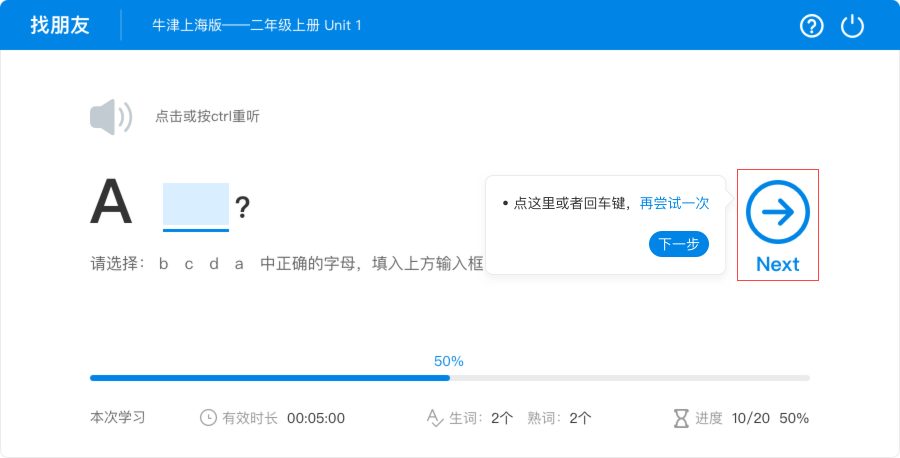 找朋友
牛津上海版——二年级上册 Unit 1
点击或按ctrl重听
A ?
• 点这里或者回车键，再尝试一次
下一步
Next
请选择： b c d a 中正确的字母，填入上方输入框
50%
本次学习 有效时长 00:05:00 生词：2个 熟词：2个 进度 10/20 50%